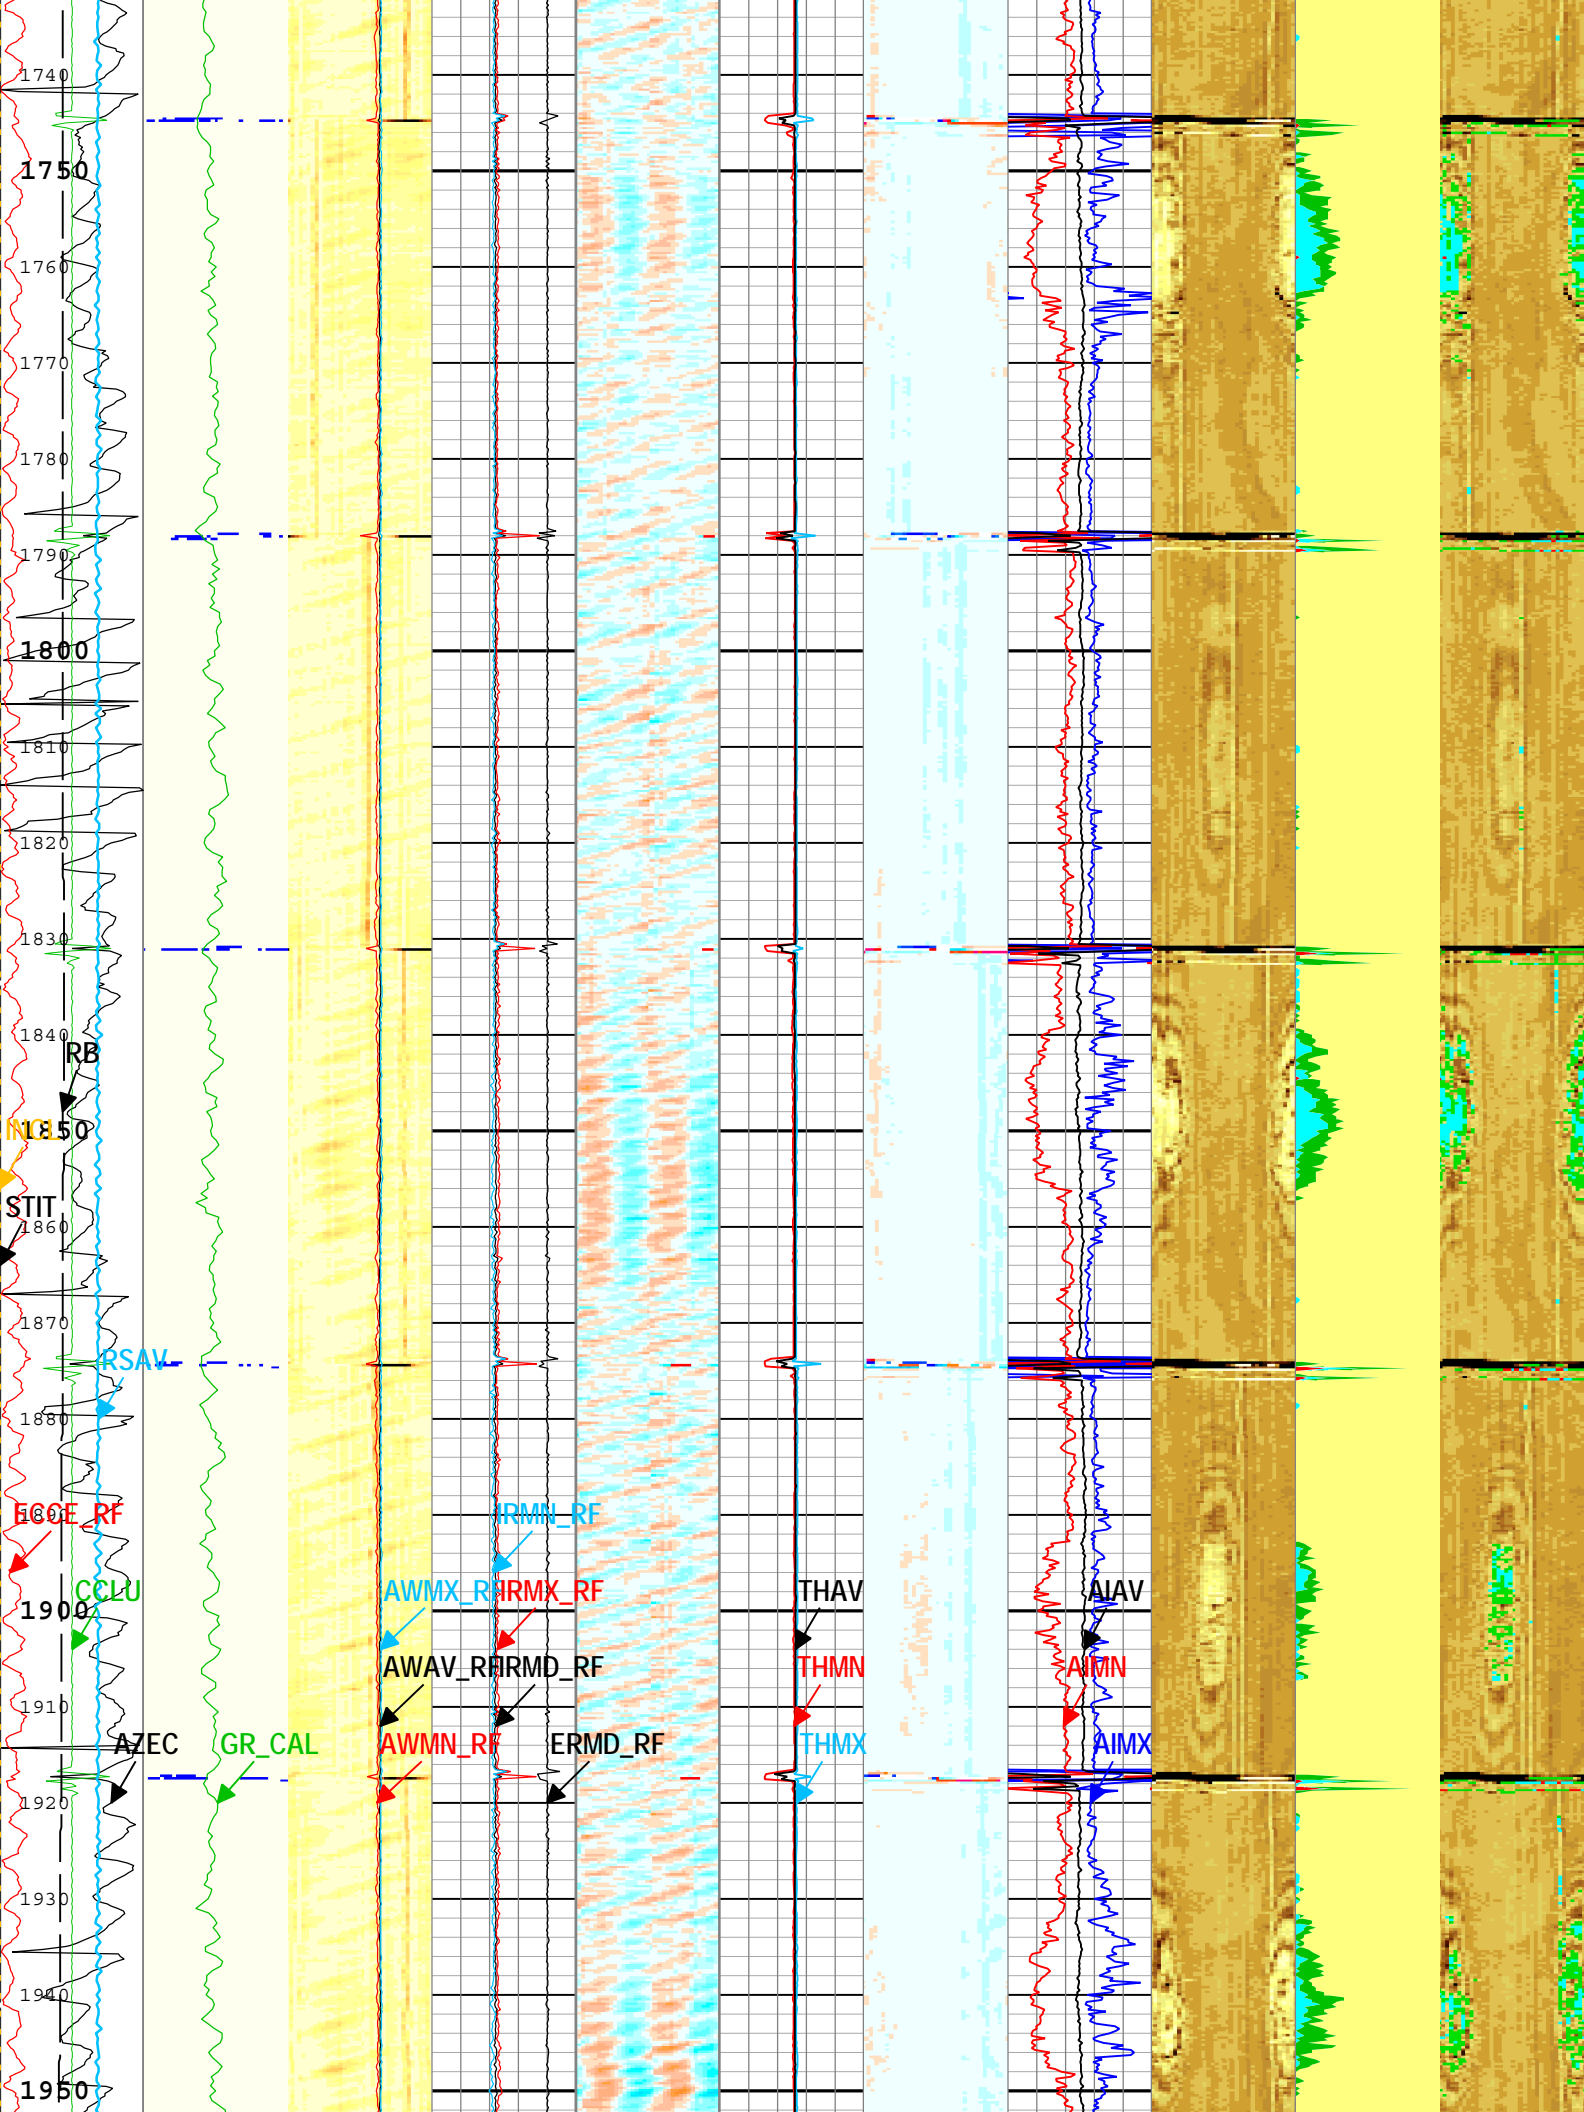 1740
1750
1760
1770
1780
1790
1800
1810
1820
1830
1840
RB
INCL 1850
STIT
1860
1870
RSAV
1880
ECCE_RF 1890 IRMN_RF
CCLU AWMX_RF IRMX_RF THAV AIAV
1900
AWAV_RF IRMD_RF THMN AIMN
1910
AZEC GR_CAL AWMN_RF ERMD_RF THMX AIMX
1920
1930
1940
1950